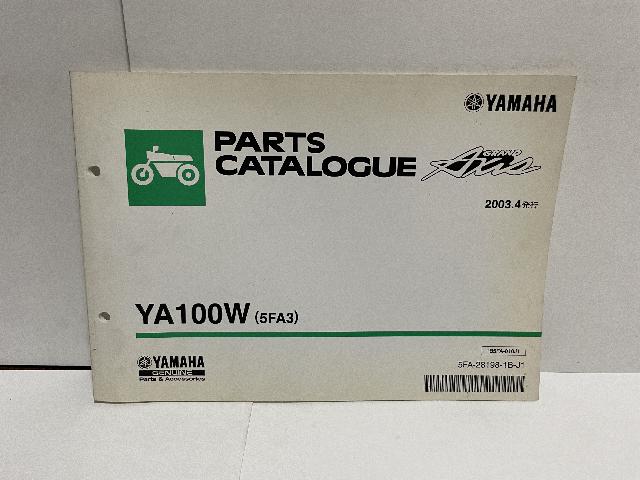 YAMAHA
PARTS
CATALOGUE
GRAND
Axis
2003.4発行
YA100W (5FA3)
YAMAHA
GENUINE
Parts & Accessories
5FA-28198-1B-J1